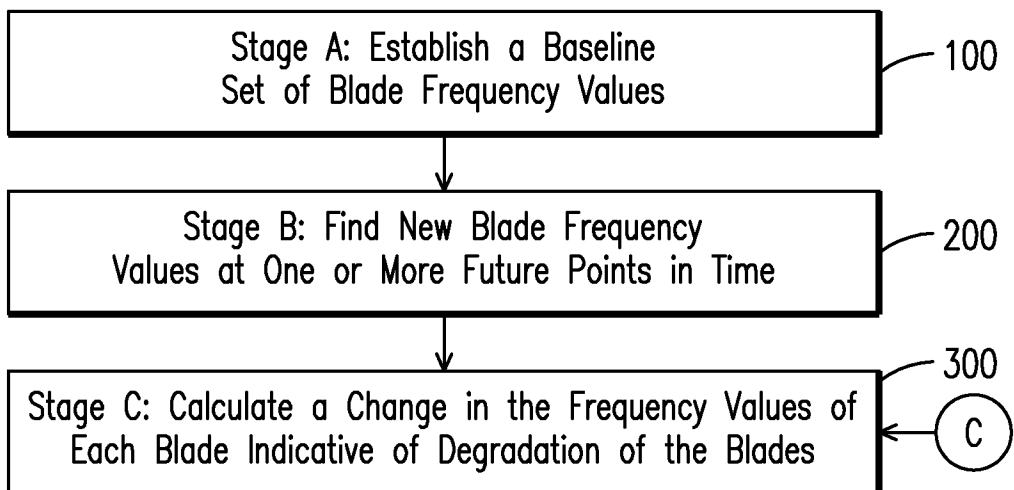 Stage A: Establish a Baseline
Set of Blade Frequency Values
100
Stage B: Find New Blade Frequency
Values at One or More Future Points in Time
200
300
Stage C: Calculate a Change in the Frequency Values of
Each Blade Indicative of Degradation of the Blades
C